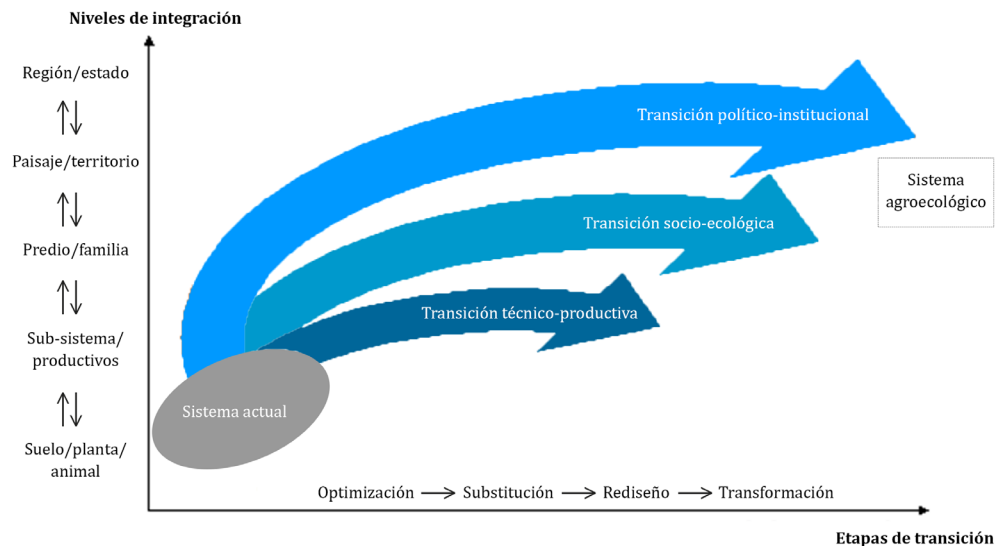 Niveles de integración
Región/estado
Paisaje/territorio
Predio/familia
Sub-sistema/
productivos
Suelo/planta/
animal
Transición político-institucional
Sistema
agroecológico
Transición socio-ecológica
Transición técnico-productiva
Sistema actual
Optimización → Substitución → Rediseño → Transformación
Etapas de transición